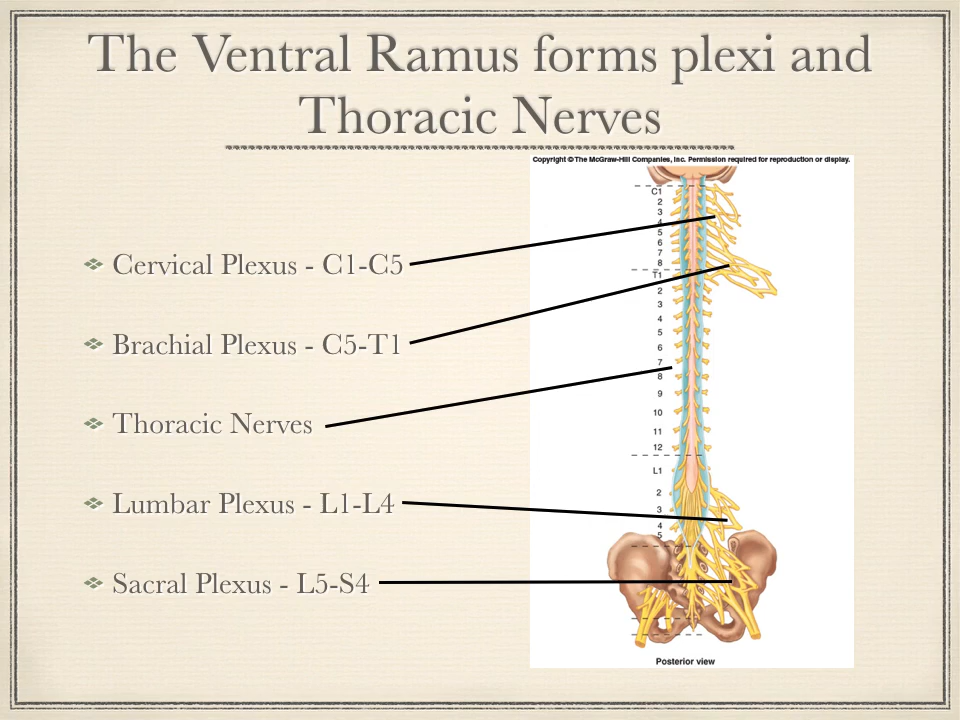 The Ventral Ramus forms plexi and
Thoracic Nerves
Copyright © The McGraw-Hill Companies, Inc. Permission required for reproduction or display.
Cervical Plexus - C1-C5
Brachial Plexus - C5-T1
Thoracic Nerves
Lumbar Plexus - L1-L4
Sacral Plexus - L5-S4
C1
2
3
4
5
6
7
8
T1
2
3
4
5
6
7
8
9
10
11
12
L1
2
3
4
5
Posterior view